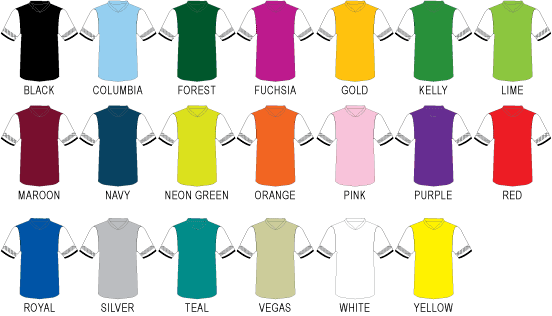 BLACK COLUMBIA FOREST FUCHSIA GOLD KELLY LIME
MAROON NAVY NEON GREEN ORANGE PINK PURPLE RED
ROYAL SILVER TEAL VEGAS WHITE YELLOW